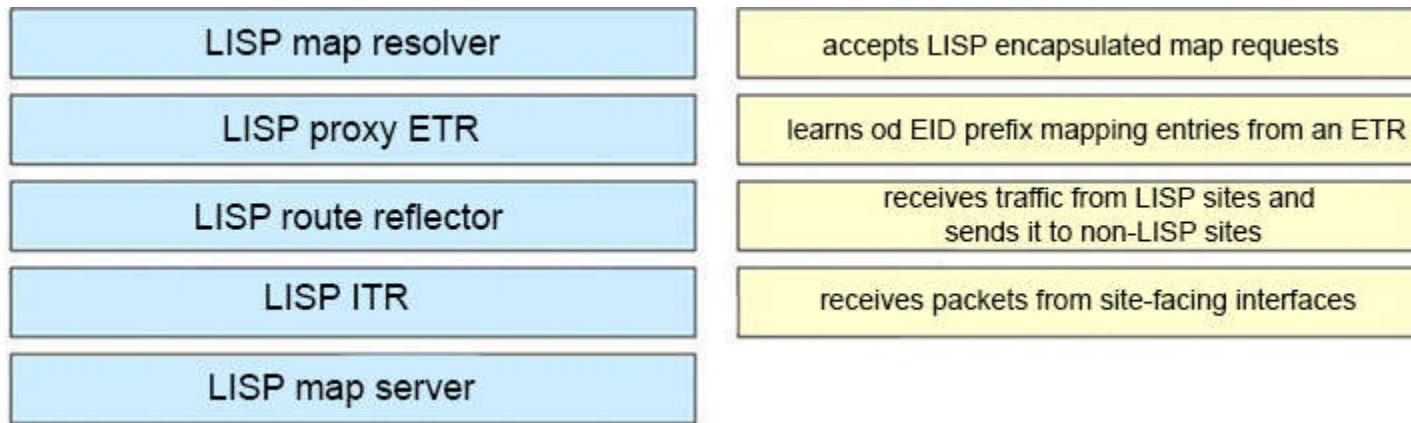 LISP map resolver
LISP proxy ETR
LISP route reflector
LISP ITR
LISP map server
accepts LISP encapsulated map requests
learns od EID prefix mapping entries from an ETR
receives traffic from LISP sites and
sends it to non-LISP sites
receives packets from site-facing interfaces